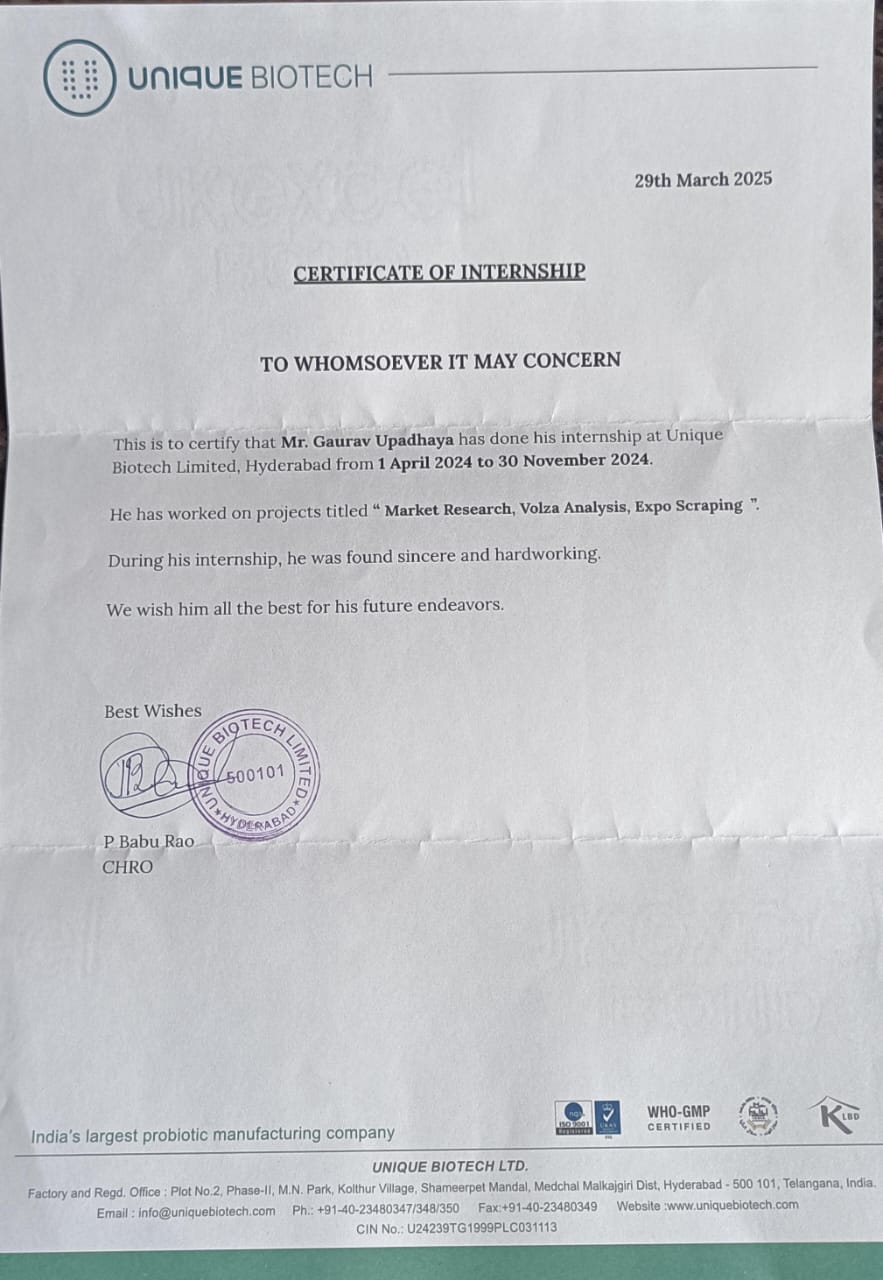 UNIQUE BIOTECH
29th March 2025
CERTIFICATE OF INTERNSHIP
TO WHOMSOEVER IT MAY CONCERN
This is to certify that Mr. Gaurav Upadhaya has done his internship at Unique
Biotech Limited, Hyderabad from 1 April 2024 to 30 November 2024.
He has worked on projects titled “ Market Research, Volza Analysis, Expo Scraping ”.
During his internship, he was found sincere and hardworking.
We wish him all the best for his future endeavors.
Best Wishes
UNIQUE BIOTECH LIMITED
500101
★ HYDERABAD ★
P Babu Rao
CHRO
India's largest probiotic manufacturing company
nqa
ISO 9001
Registered
UKAS
WHO-GMP
CERTIFIED
K LBD
UNIQUE BIOTECH LTD.
Factory and Regd. Office : Plot No.2, Phase-II, M.N. Park, Kolthur Village, Shameerpet Mandal, Medchal Malkajgiri Dist, Hyderabad - 500 101, Telangana, India.
Email : info@uniquebiotech.com Ph.: +91-40-23480347/348/350 Fax:+91-40-23480349 Website :www.uniquebiotech.com
CIN No.: U24239TG1999PLC031113